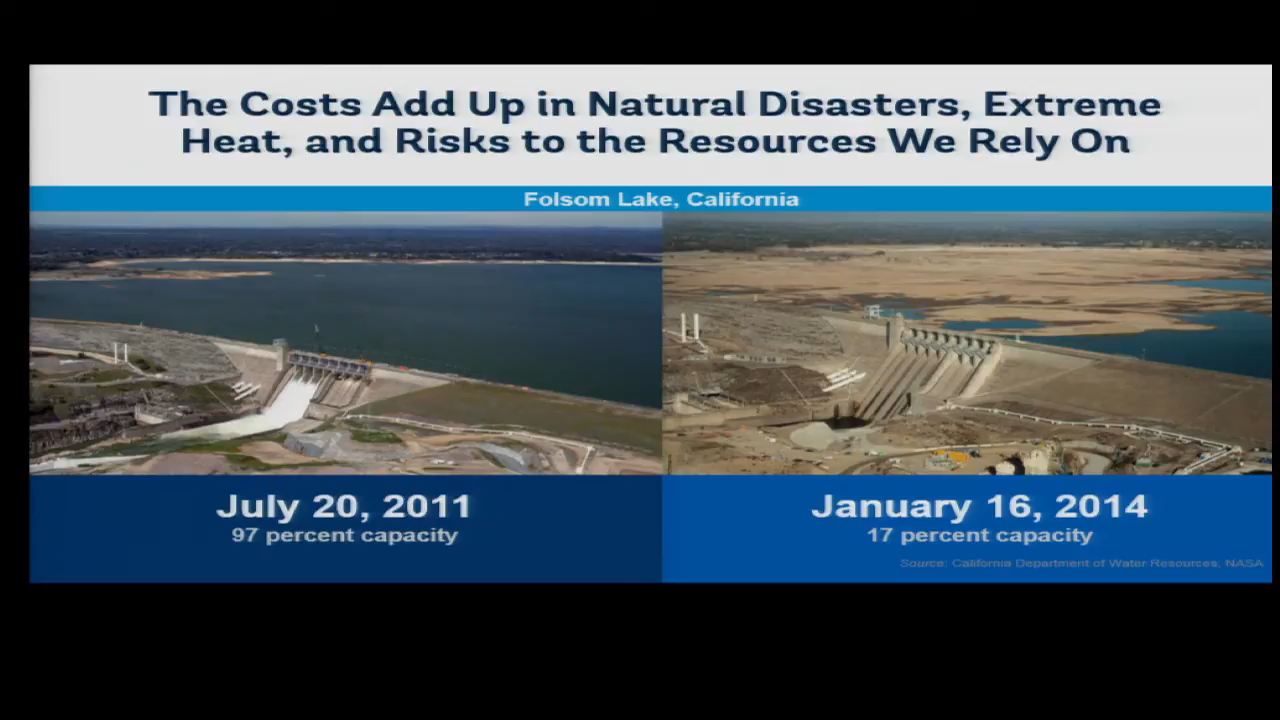 The Costs Add Up in Natural Disasters, Extreme
Heat, and Risks to the Resources We Rely On
Folsom Lake, California
July 20, 2011
97 percent capacity
January 16, 2014
17 percent capacity
Source: California Department of Water Resources, NASA